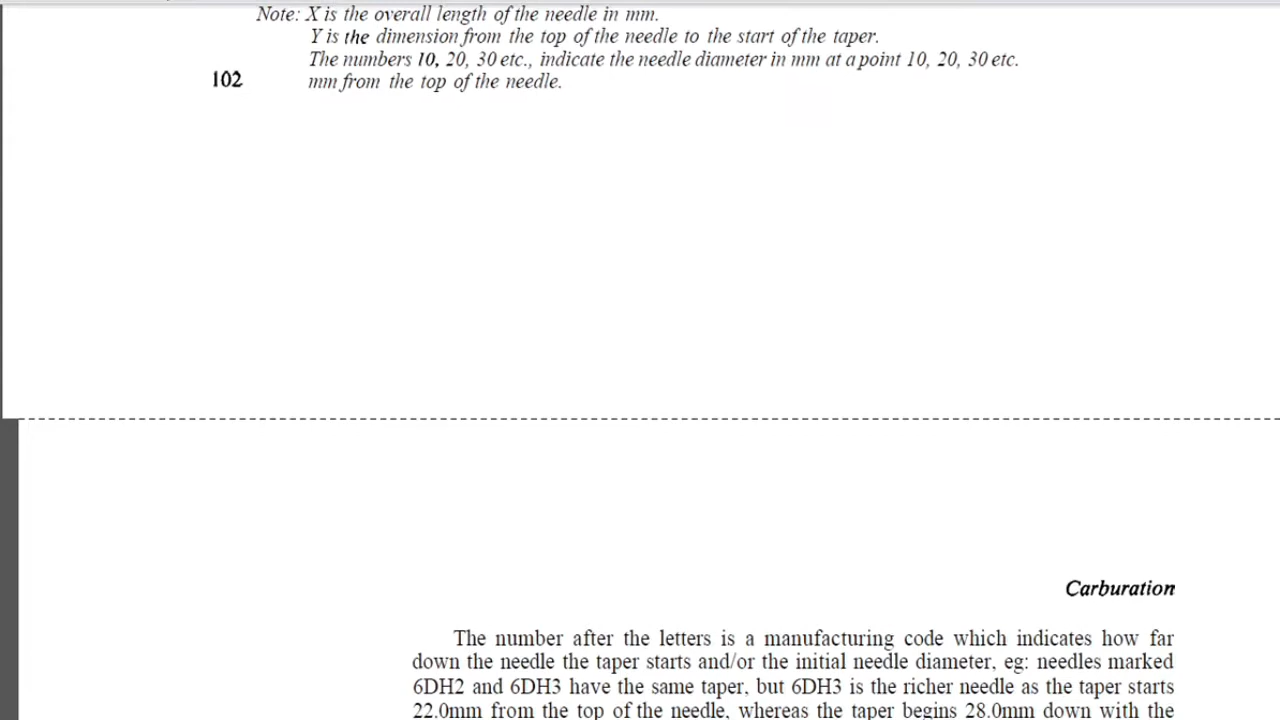 Note: X is the overall length of the needle in mm.
Y is the dimension from the top of the needle to the start of the taper.
The numbers 10, 20, 30 etc., indicate the needle diameter in mm at a point 10, 20, 30 etc.
102 mm from the top of the needle.
Carburation
The number after the letters is a manufacturing code which indicates how far
down the needle the taper starts and/or the initial needle diameter, eg: needles marked
6DH2 and 6DH3 have the same taper, but 6DH3 is the richer needle as the taper starts
22.0mm from the top of the needle, whereas the taper begins 28.0mm down with the